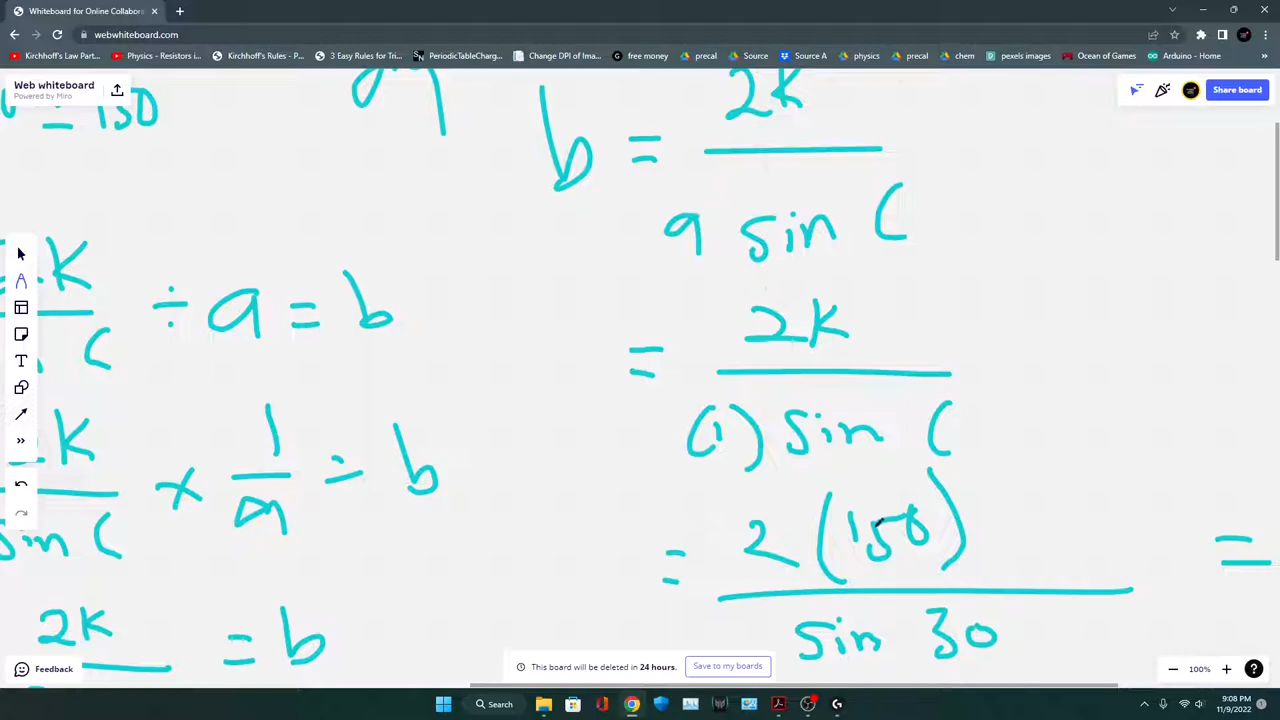 Whiteboard for Online Collabora
webwhiteboard.com
Kirchhoff's Law Part...
Physics - Resistors i...
Kirchhoff's Rules - P...
3 Easy Rules for Tri...
PeriodicTableCharg...
Change DPI of Ima...
free money
precal
Source
Source A
physics
precal
chem
pexels images
Ocean of Games
Arduino - Home
Web whiteboard
Powered by Miro
Share board
= 150
b = 2K
a sin C
K ÷ a = b
C
= 2K
(1) sin C
K × 1 = b
sin C a
= 2 (150) =
sin 30
2K = b
Feedback
This board will be deleted in 24 hours.
Save to my boards
100%
Search
9:08 PM
11/9/2022